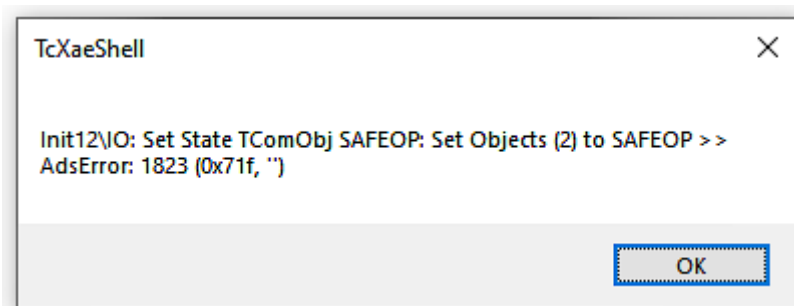 TcXaeShell
Init12\IO: Set State TComObj SAFEOP: Set Objects (2) to SAFEOP >>
AdsError: 1823 (0x71f, '')
OK